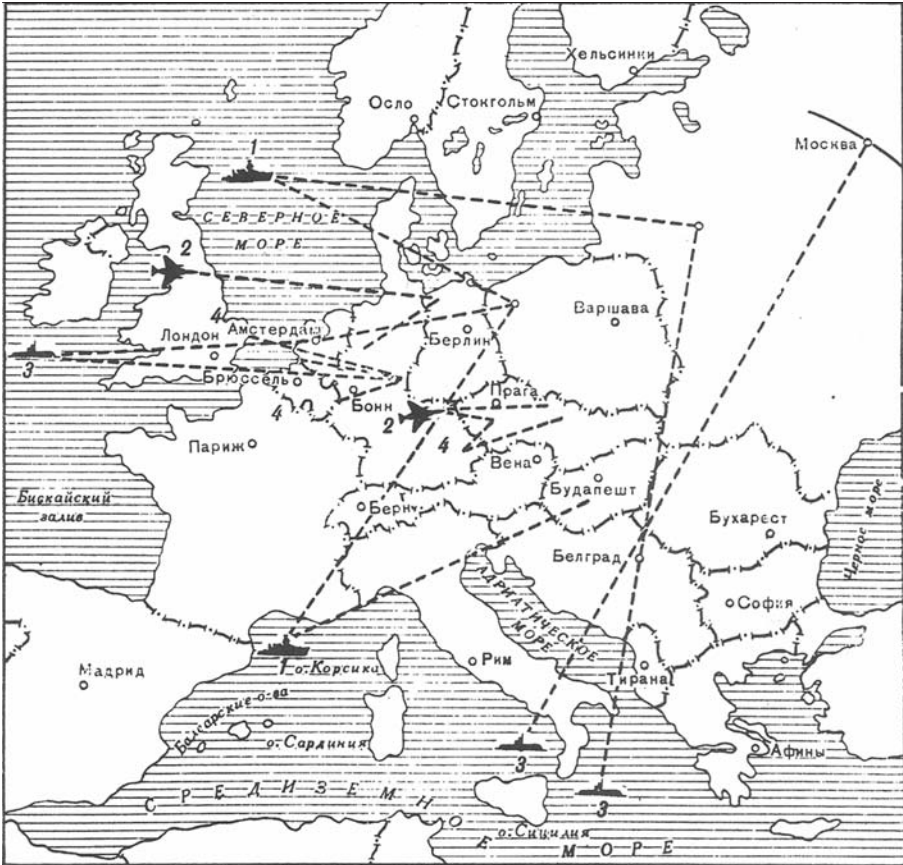 Хельсинки
Осло
Стокгольм
Москва
1
СЕВЕРНОЕ
МОРЕ
2
4
Лондон
Амстердам
Берлин
Варшава
3
Брюссель
Бонн
Прага
4
2
4
Париж
Вена
Будапешт
Бискайский
залив
Берн
Бухарест
Черное море
Белград
АДРИАТИЧЕСКОЕ
МОРЕ
София
1
о.Корсика
Рим
Тирана
Мадрид
Балеарские о-ва
о.Сардиния
3
Афины
3
СРЕДИЗЕМНОЕ
о.Сицилия
МОРЕ